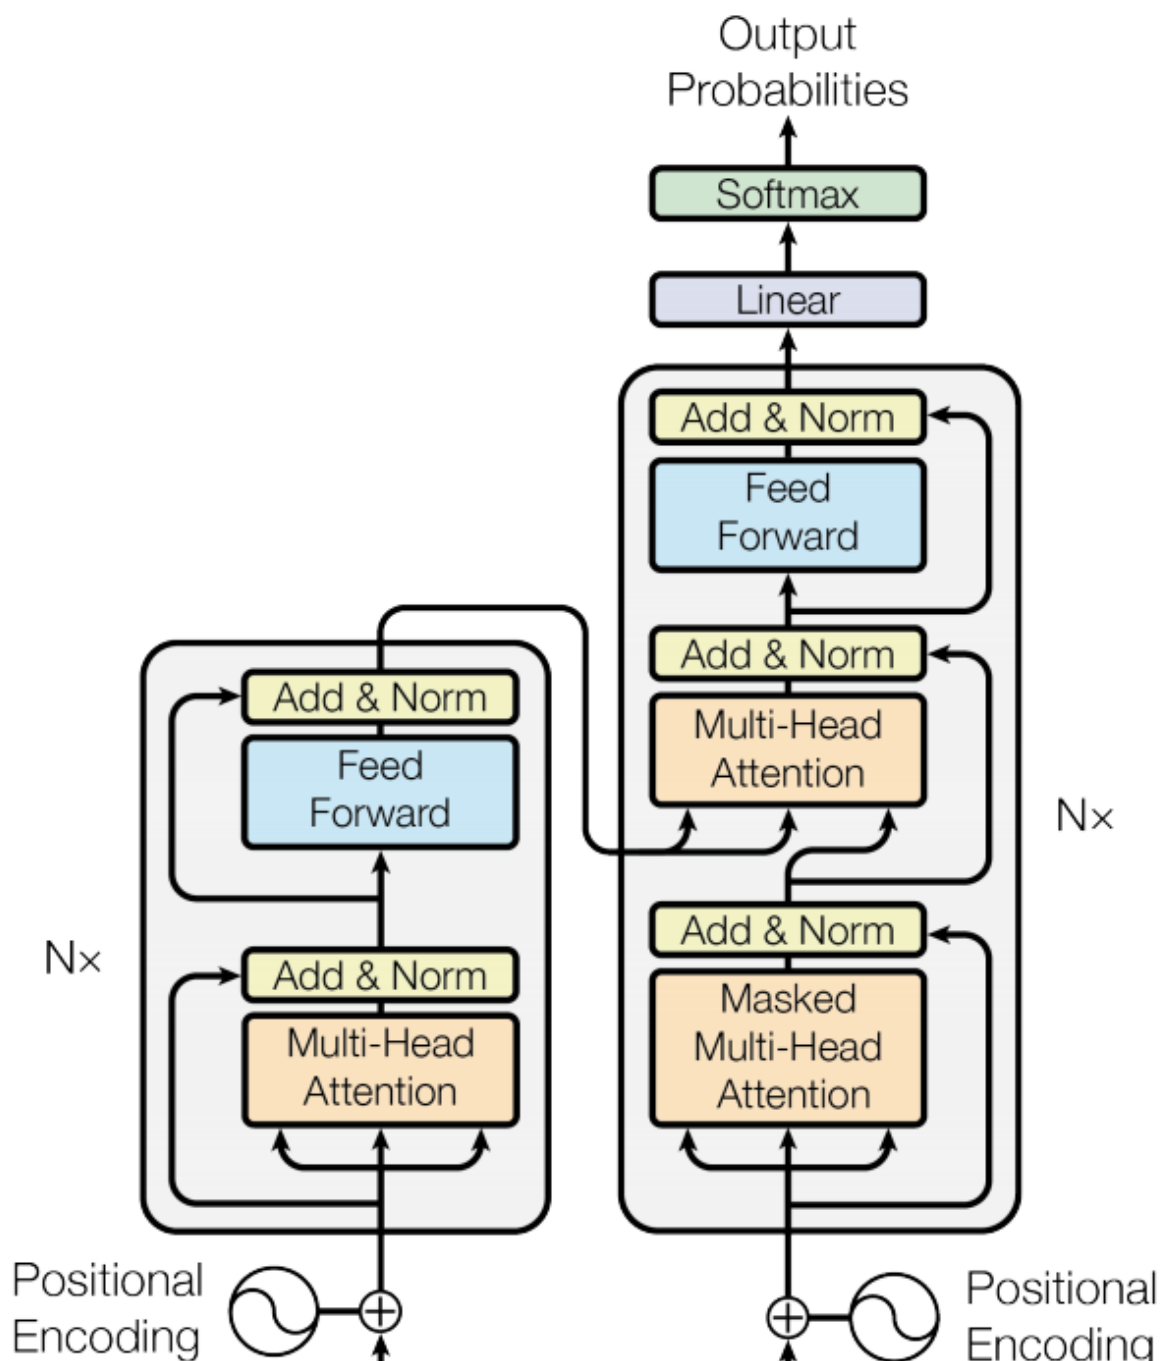 Output
Probabilities
Softmax
Linear
Add & Norm
Feed
Forward
Add & Norm
Multi-Head
Attention
Nx
Add & Norm
Masked
Multi-Head
Attention
Add & Norm
Feed
Forward
Nx
Add & Norm
Multi-Head
Attention
Positional
Encoding
Positional
Encoding